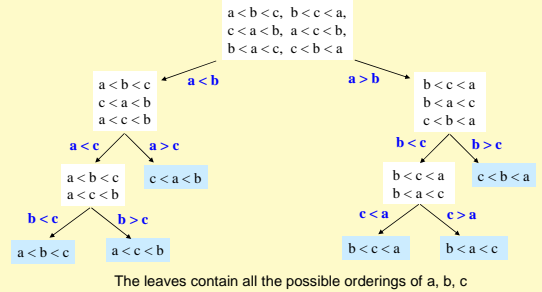 a < b < c, b < c < a,
c < a < b, a < c < b,
b < a < c, c < b < a
a < b
a > b
a < b < c
c < a < b
a < c < b
b < c < a
b < a < c
c < b < a
a < c
a > c
b < c
b > c
a < b < c
a < c < b
c < a < b
b < c < a
b < a < c
c < b < a
b < c
b > c
c < a
c > a
a < b < c
a < c < b
b < c < a
b < a < c
The leaves contain all the possible orderings of a, b, c